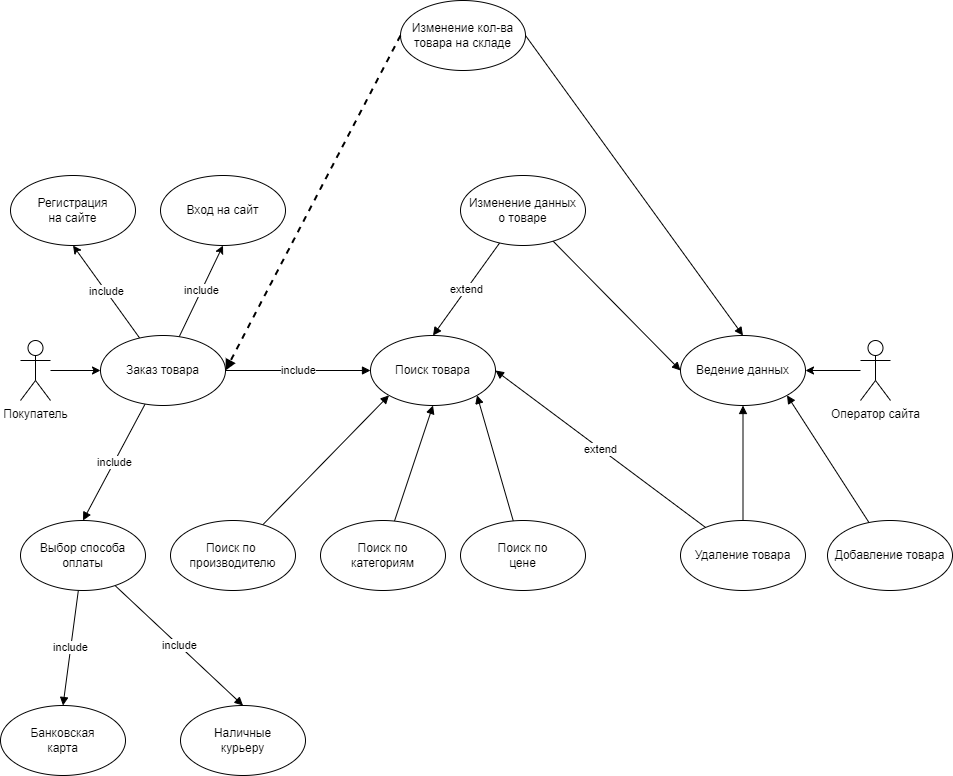 Изменение кол-ва
товара на складе
Регистрация
на сайте
Вход на сайт
Изменение данных
о товаре
include
include
extend
Покупатель
Заказ товара
include
Поиск товара
Ведение данных
Оператор сайта
include
extend
Выбор способа
оплаты
Поиск по
производителю
Поиск по
категориям
Поиск по
цене
Удаление товара
Добавление товара
include
include
Банковская
карта
Наличные
курьеру